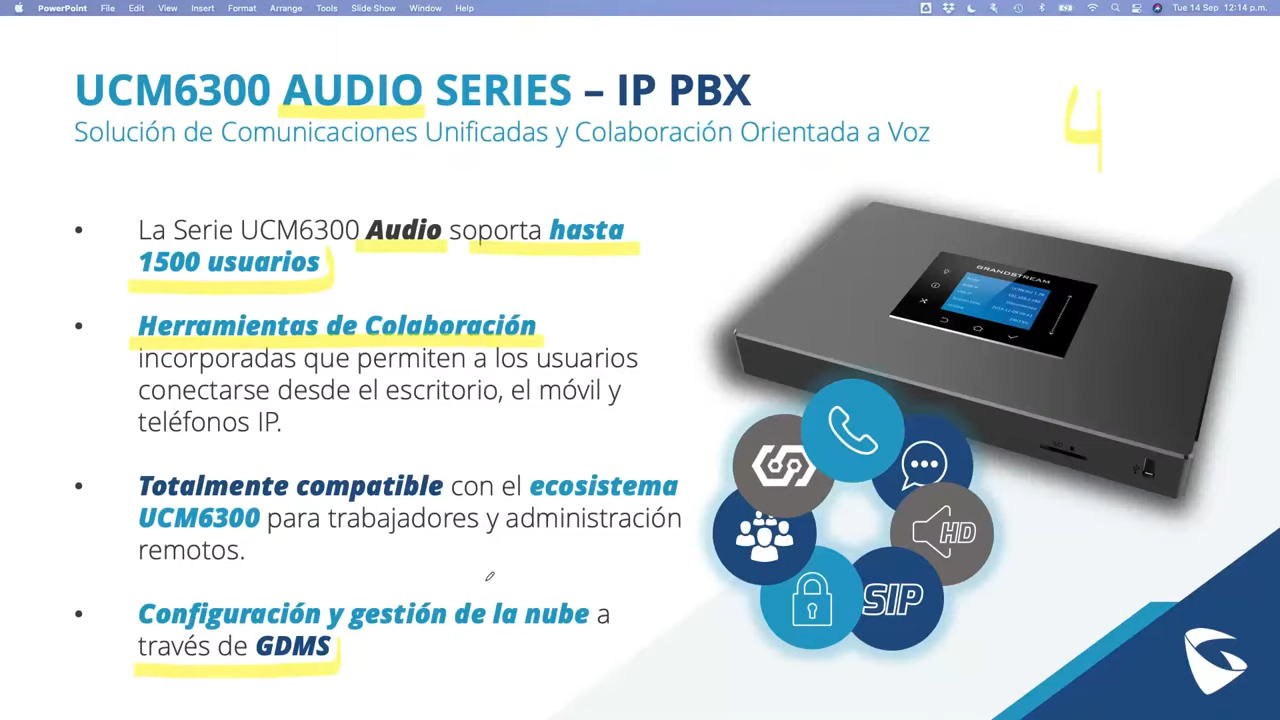 PowerPoint File Edit View Insert Format Arrange Tools Slide Show Window Help Tue 14 Sep 12:14 p.m.
UCM6300 AUDIO SERIES – IP PBX
Solución de Comunicaciones Unificadas y Colaboración Orientada a Voz
4
• La Serie UCM6300 Audio soporta hasta
1500 usuarios
• Herramientas de Colaboración
incorporadas que permiten a los usuarios
conectarse desde el escritorio, el móvil y
teléfonos IP.
• Totalmente compatible con el ecosistema
UCM6300 para trabajadores y administración
remotos.
• Configuración y gestión de la nube a
través de GDMS
GRANDSTREAM
HD
SIP